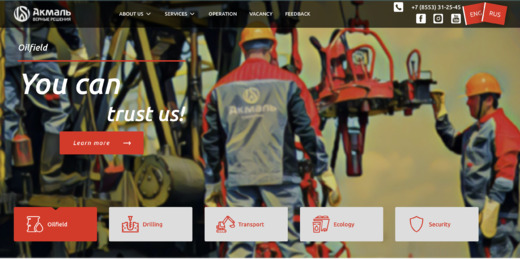 Акмаль
ВЕРНЫЕ РЕШЕНИЯ
ABOUT US
SERVICES
OPERATION
VACANCY
FEEDBACK
+7 (8553) 31-25-45
ENG
RUS
Oilfield
You can
trust us!
Learn more
Акмаль
Oilfield
Drilling
Transport
Ecology
Security